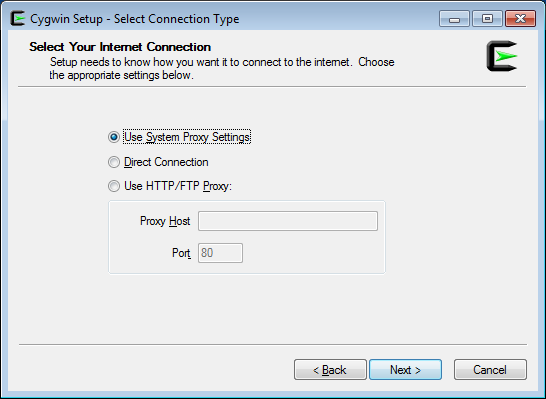 Cygwin Setup - Select Connection Type
Select Your Internet Connection
Setup needs to know how you want it to connect to the internet. Choose
the appropriate settings below.
Use System Proxy Settings
Direct Connection
Use HTTP/FTP Proxy:
Proxy Host
Port 80
< Back Next > Cancel